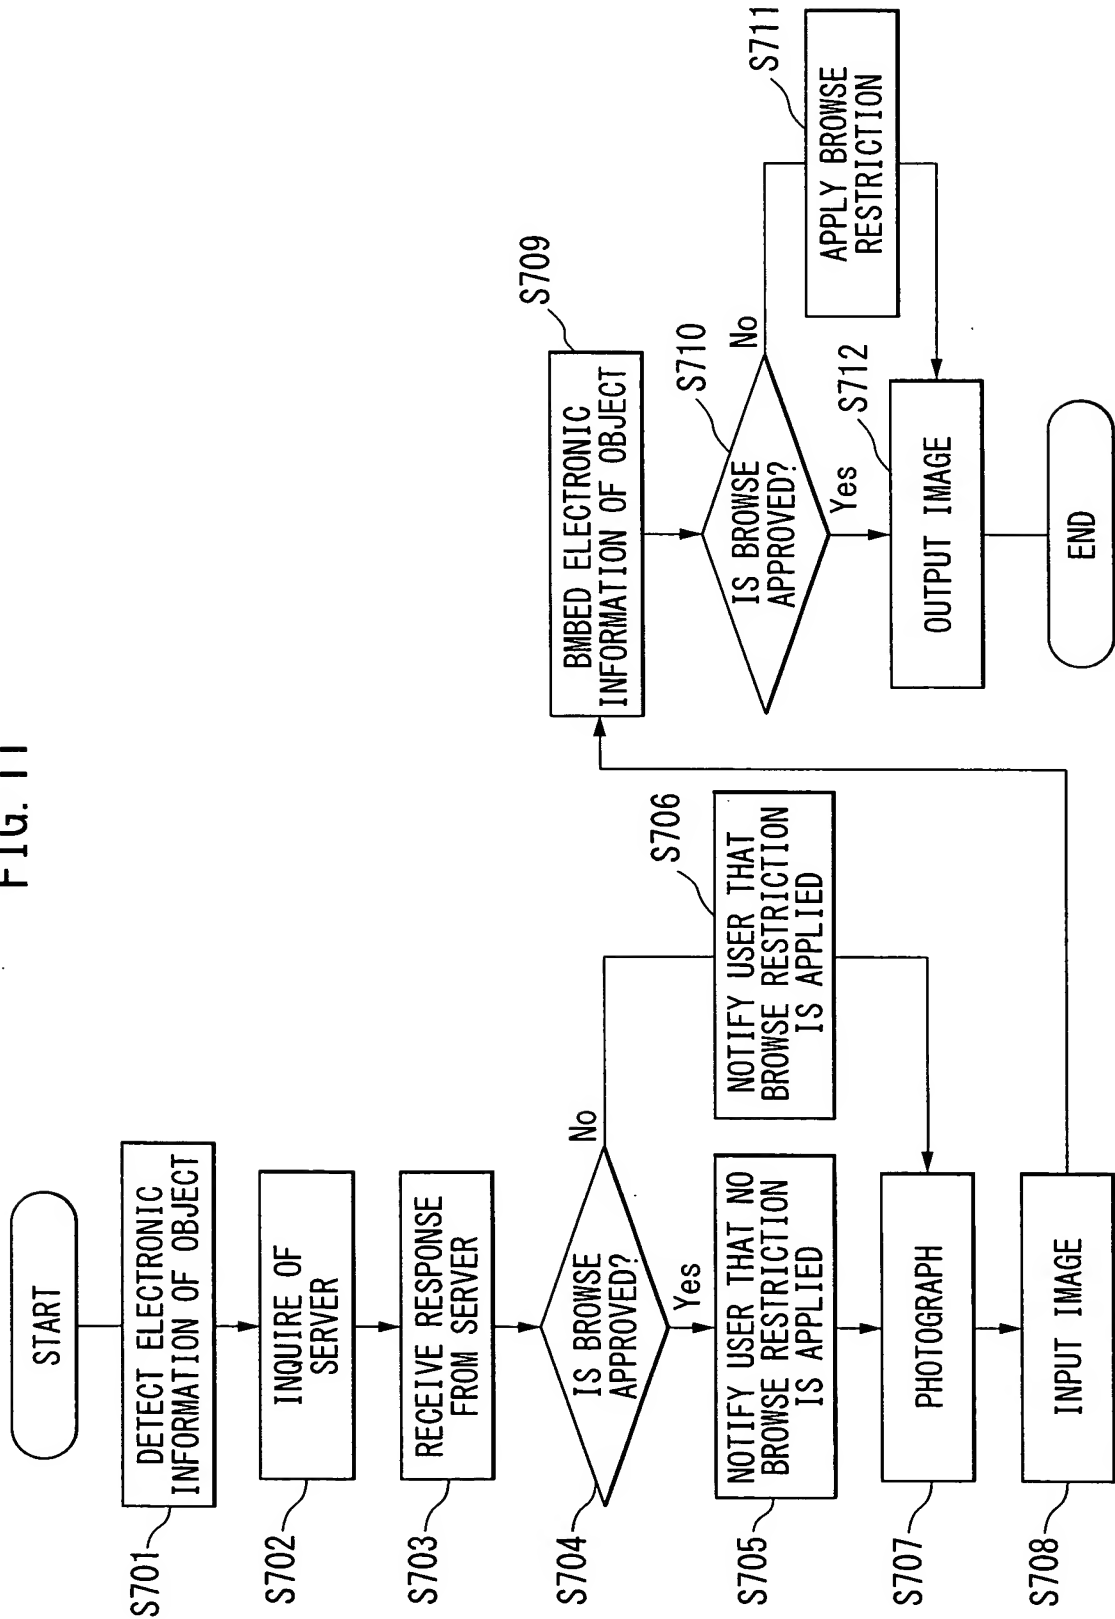 FIG. 11
START
S701
DETECT ELECTRONIC
INFORMATION OF OBJECT
S702
INQUIRE OF
SERVER
S703
RECEIVE RESPONSE
FROM SERVER
S704
IS BROWSE
APPROVED?
No
Yes
S705
NOTIFY USER THAT NO
BROWSE RESTRICTION
IS APPLIED
S706
NOTIFY USER THAT
BROWSE RESTRICTION
IS APPLIED
S707
PHOTOGRAPH
S708
INPUT IMAGE
S709
BMBED ELECTRONIC
INFORMATION OF OBJECT
S710
IS BROWSE
APPROVED?
No
Yes
S711
APPLY BROWSE
RESTRICTION
S712
OUTPUT IMAGE
END